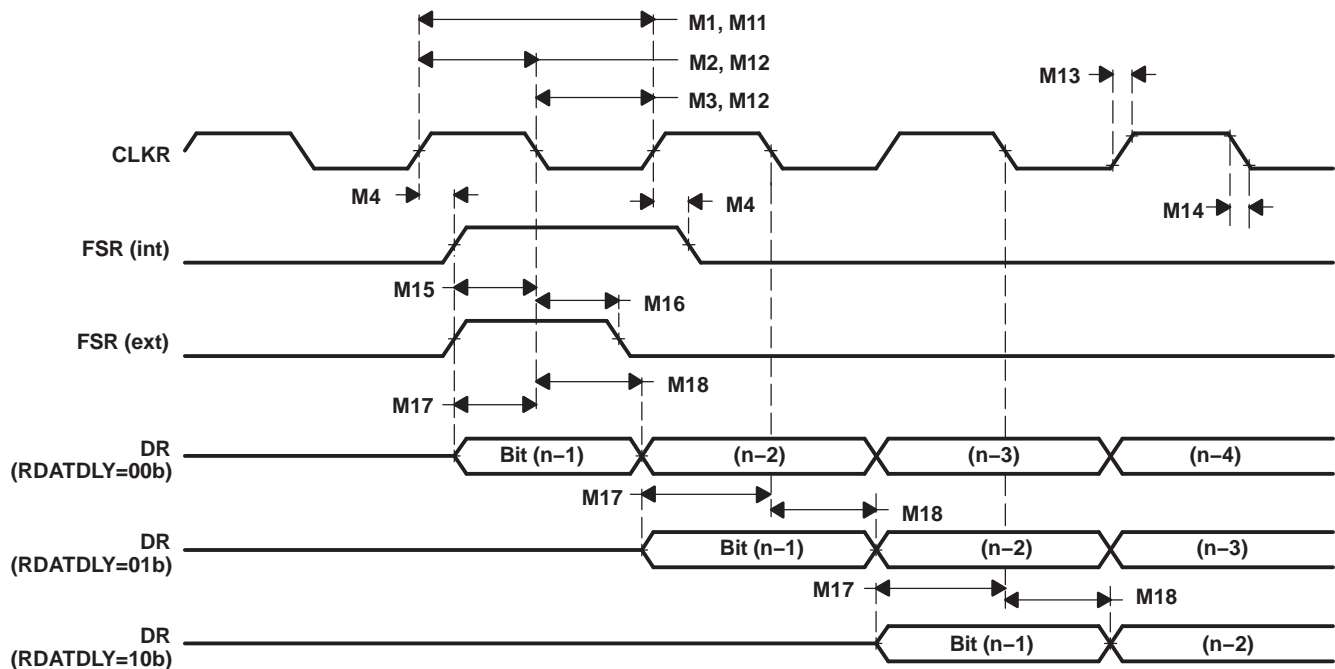 M1, M11
M2, M12
M3, M12
M13
CLKR
M4
M4
M14
FSR (int)
M15
M16
FSR (ext)
M18
M17
DR
(RDATDLY=00b)
Bit (n−1)
(n−2)
(n−3)
(n−4)
M17
M18
DR
(RDATDLY=01b)
Bit (n−1)
(n−2)
(n−3)
M17
M18
DR
(RDATDLY=10b)
Bit (n−1)
(n−2)